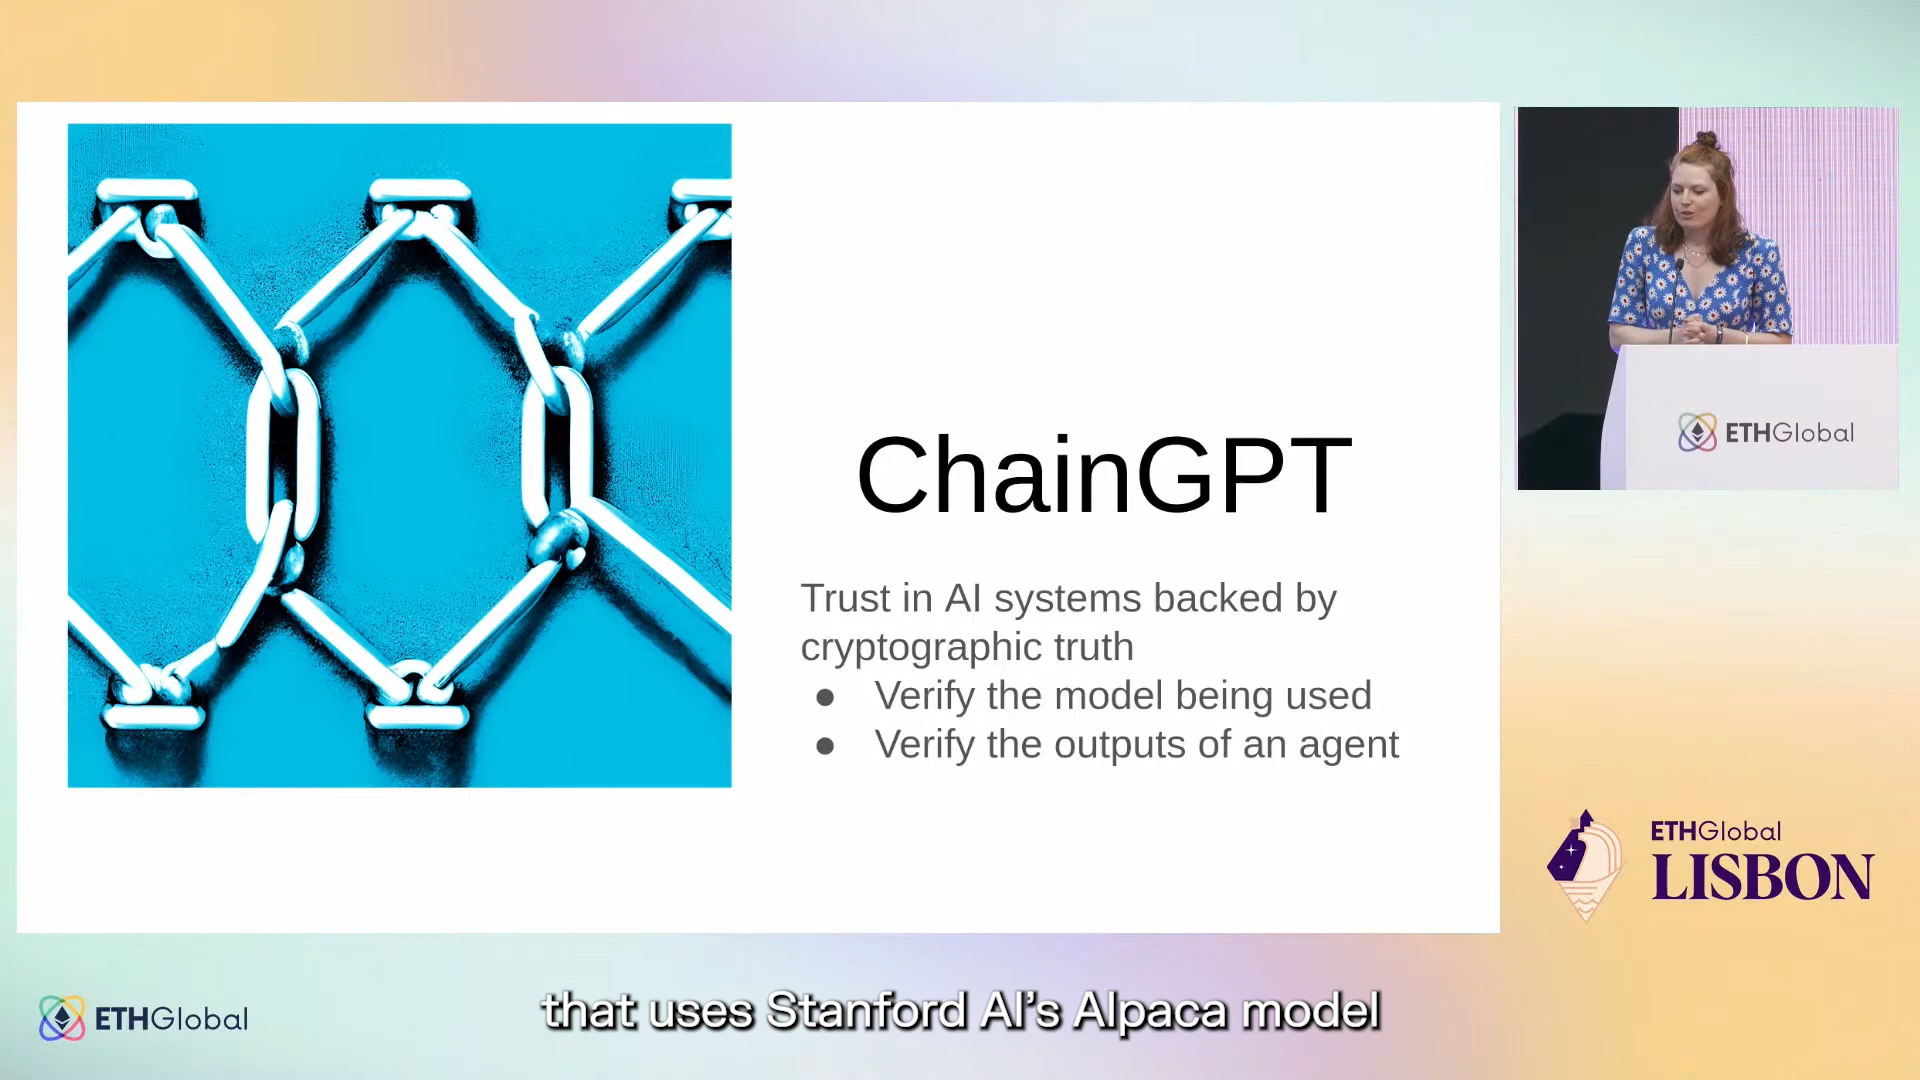 ChainGPT
Trust in AI systems backed by
cryptographic truth
● Verify the model being used
● Verify the outputs of an agent
ETHGlobal
ETHGlobal
LISBON
ETHGlobal
that uses Stanford AI's Alpaca model